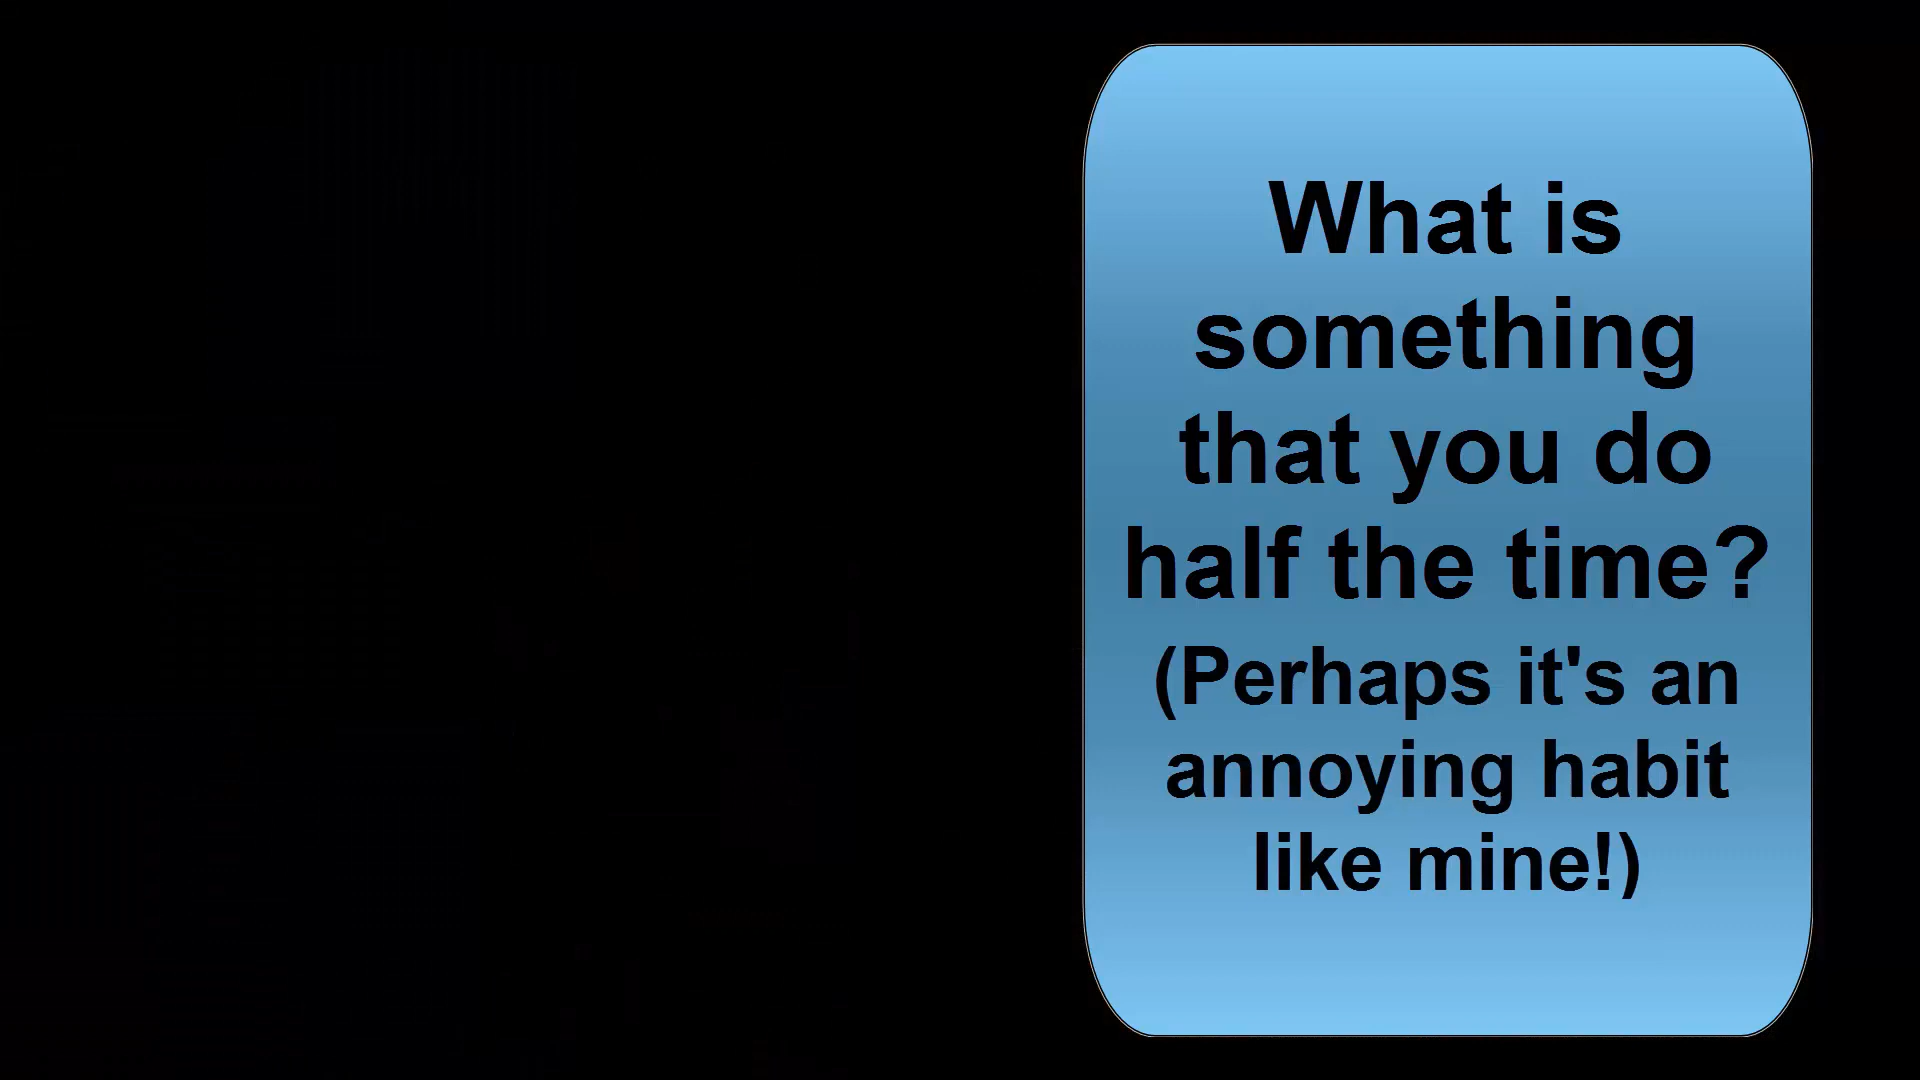 What is
something
that you do
half the time?
(Perhaps it's an
annoying habit
like mine!)